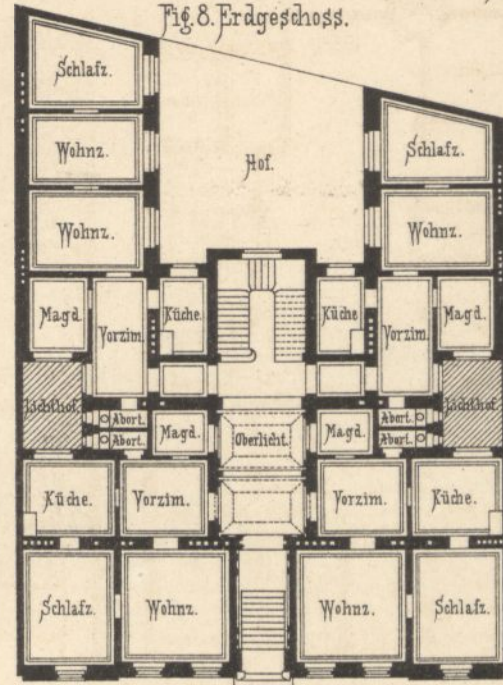 Fig. 8. Erdgeschoss.
Schlafz.
Hof.
Schlafz.
Wohnz.
Wohnz.
Wohnz.
Magd.
Vorzim.
Küche.
Küche
Vorzim.
Magd.
Lichthof.
Abort.
Abort.
Magd.
Oberlicht.
Magd.
Abort.
Abort.
Lichthof.
Küche.
Vorzim.
Vorzim.
Küche.
Schlafz.
Wohnz.
Wohnz.
Schlafz.